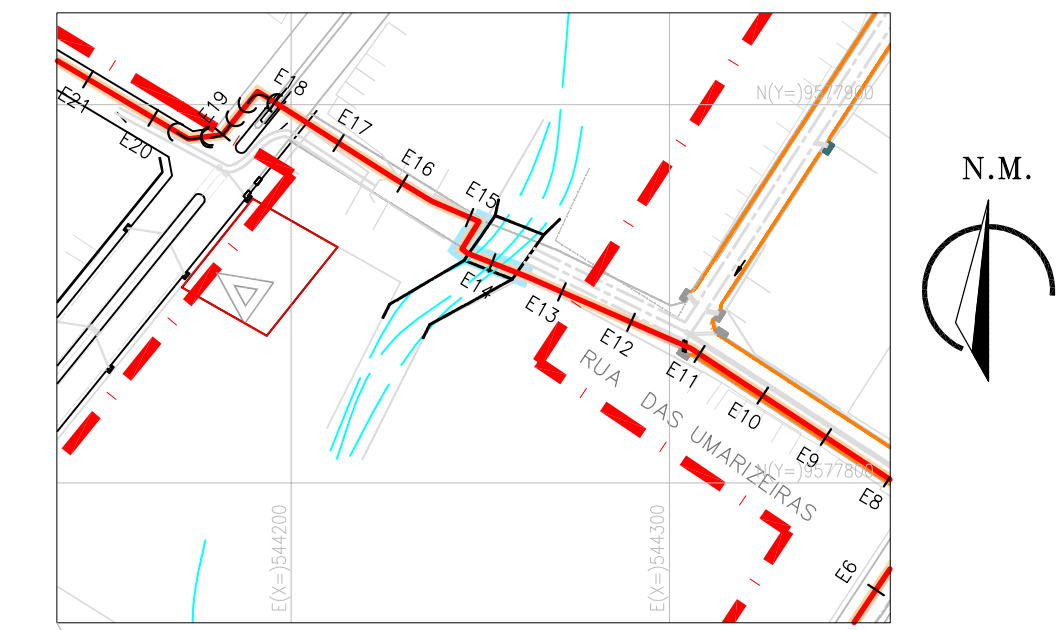 E18
N(Y=)9577900
E21
E19
E17
E20
E16
N.M.
E15
E14
E13
E12
RUA DAS UMARIZEIRAS
E11
E10
E9
N(Y=)9577800
E8
E(X=)544200
E(X=)544300
E6